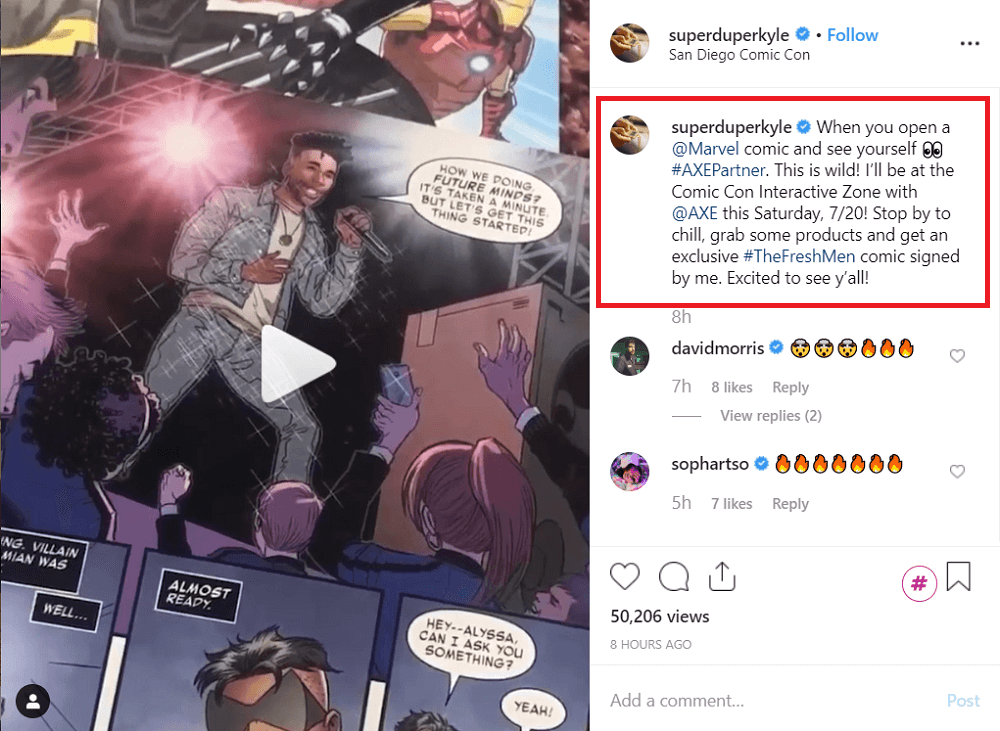 HOW WE DOING,
FUTURE MINDS?
IT'S TAKEN A MINUTE.
BUT LET'S GET THIS
THING STARTED!
VILLAIN
WAS
WELL...
ALMOST
READY.
HEY--ALYSSA,
CAN I ASK YOU
SOMETHING?
YEAH!
superduperkyle • Follow
San Diego Comic Con
superduperkyle When you open a
@Marvel comic and see yourself 👀
#AXEPartner. This is wild! I'll be at the
Comic Con Interactive Zone with
@AXE this Saturday, 7/20! Stop by to
chill, grab some products and get an
exclusive #TheFreshMen comic signed
by me. Excited to see y'all!
8h
davidmorris 🤯🤯🤯🔥🔥🔥
7h 8 likes Reply
View replies (2)
sophartso 🔥🔥🔥🔥🔥🔥🔥
5h 7 likes Reply
#
50,206 views
8 HOURS AGO
Add a comment... Post